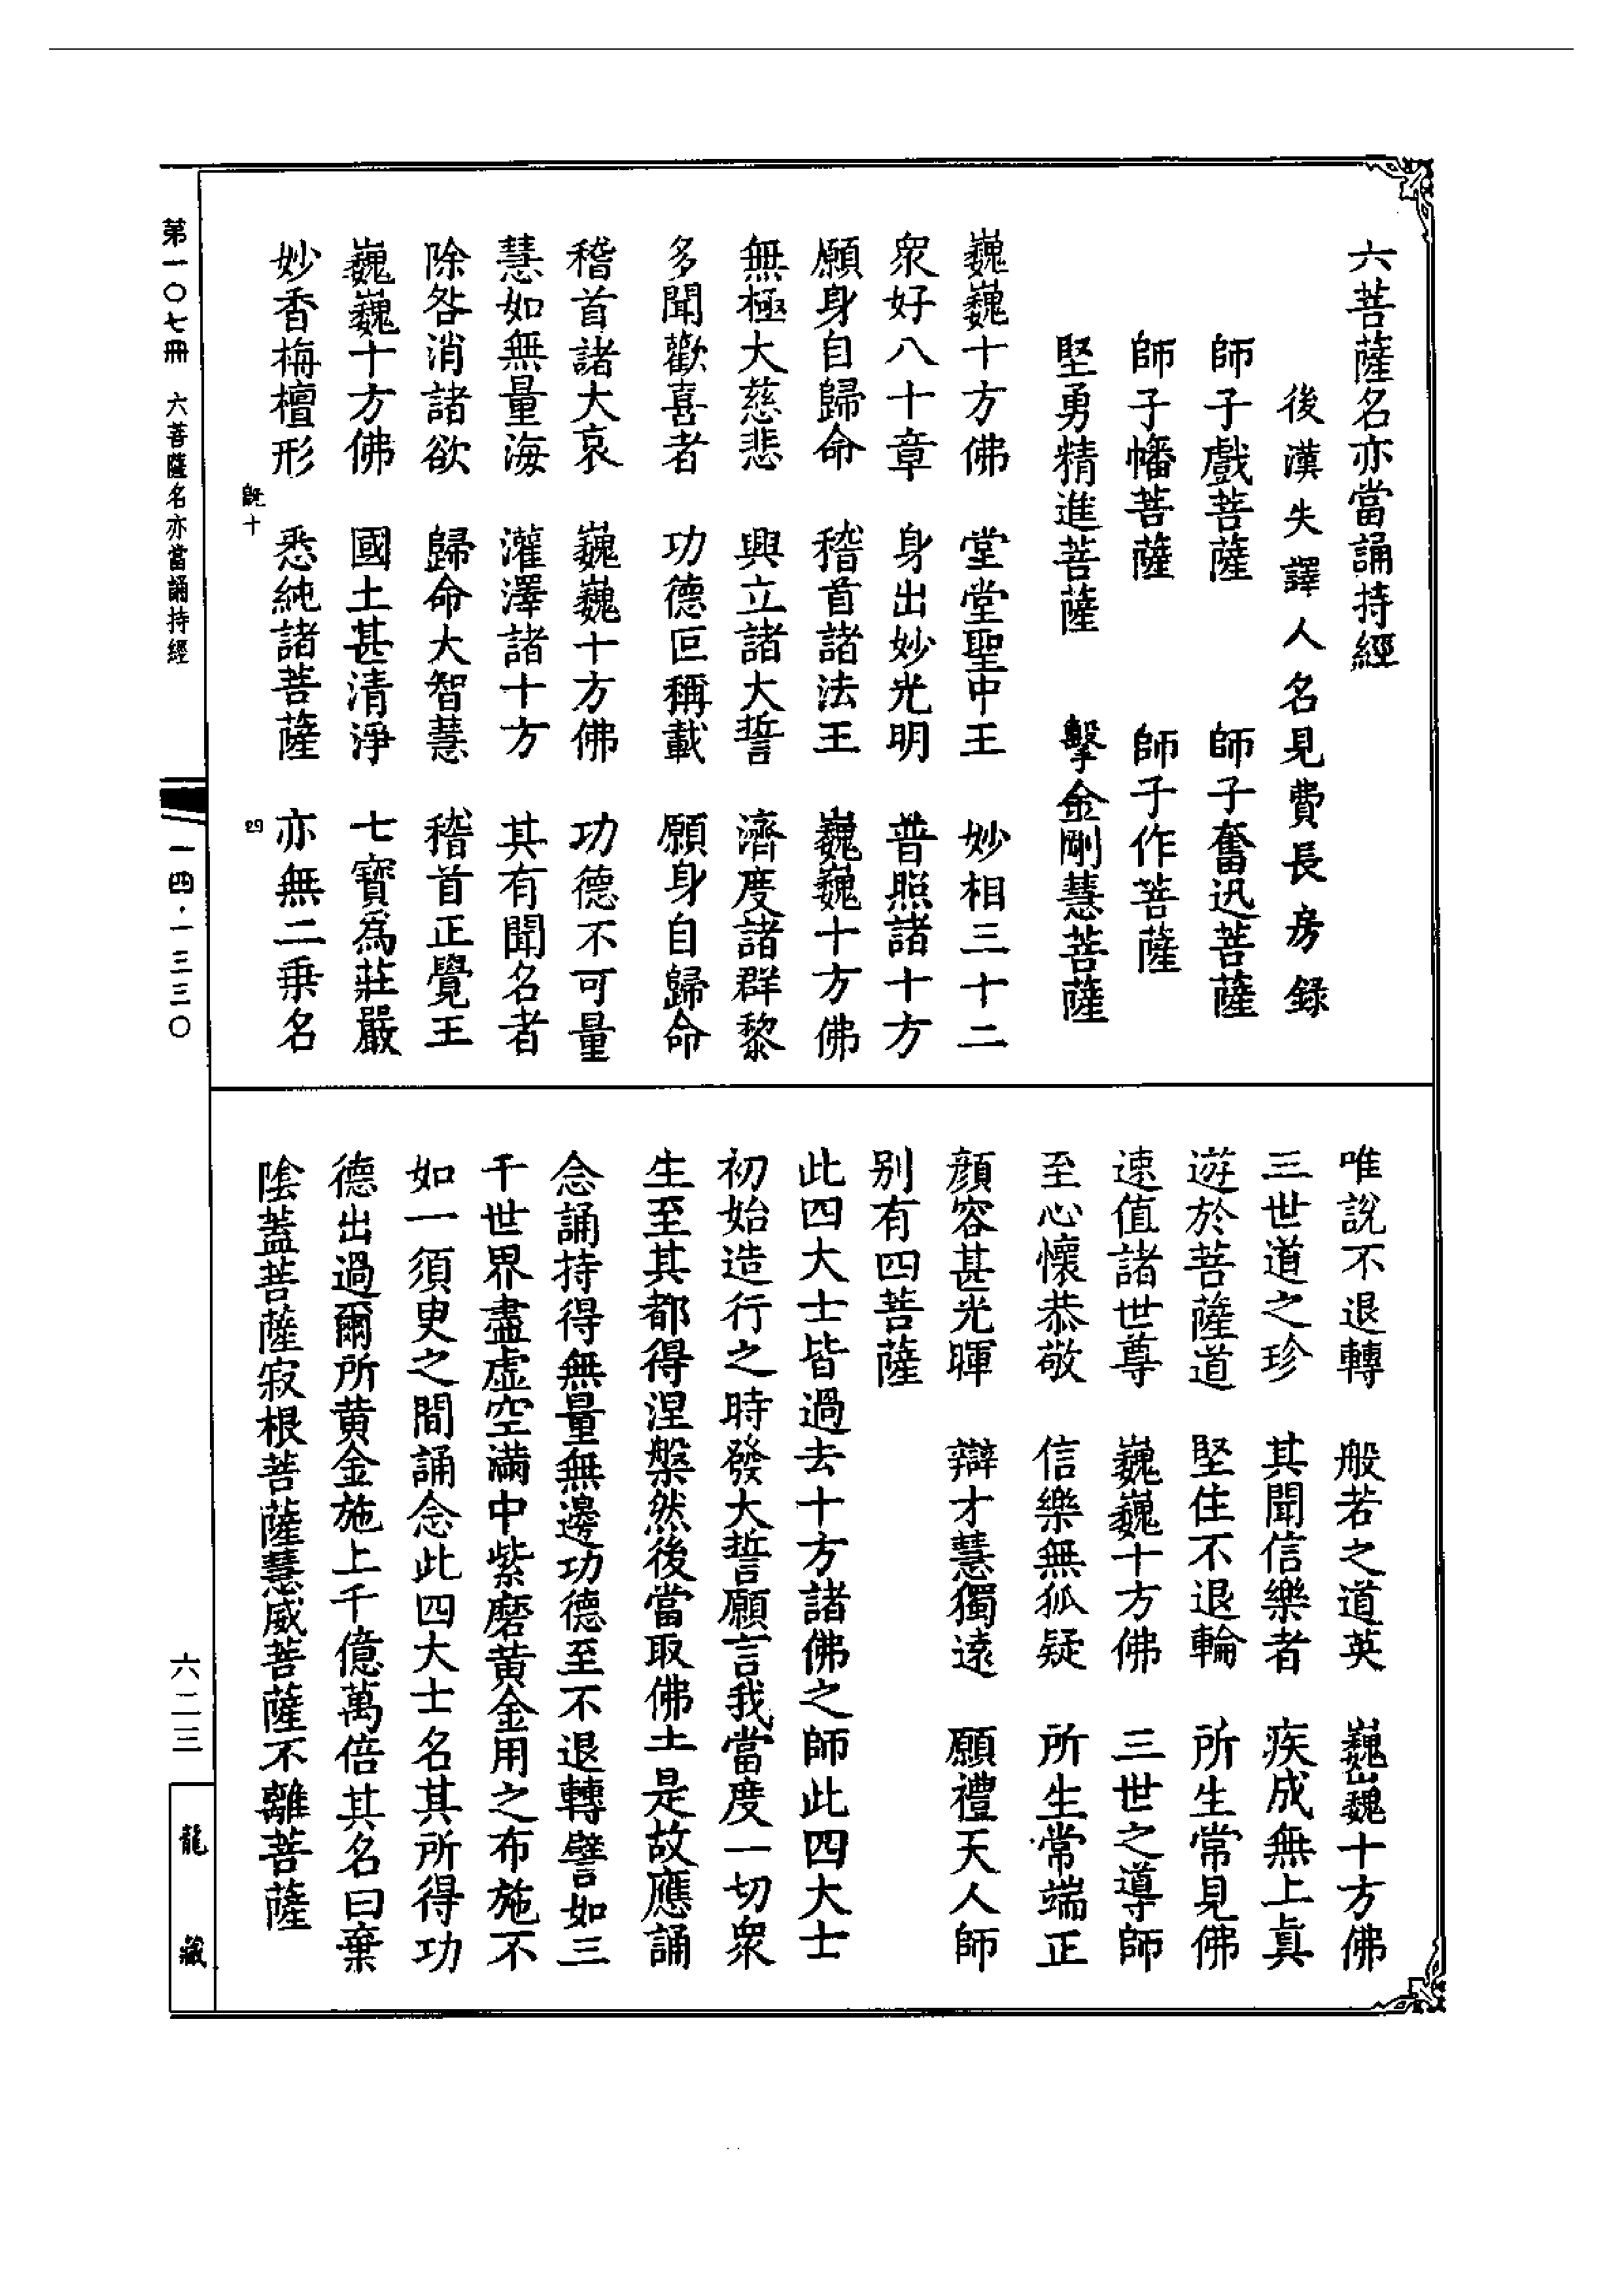 六菩薩名亦當誦持經
後漢失譯人名見費長房錄
師子戲菩薩　師子奮迅菩薩
師子幡菩薩　師子作菩薩
堅勇精進菩薩　擊金剛慧菩薩
巍巍十方佛　堂堂聖中王　妙相三十二
衆好八十章　身出妙光明　普照諸十方
願身自歸命　稽首諸法王　巍巍十方佛
無極大慈悲　興立諸大誓　濟度諸群黎
多聞歡喜者　功德叵稱載　願身自歸命
稽首諸大哀　巍巍十方佛　功德不可量
慧如無量海　灌澤諸十方　其有聞名者
除咎消諸欲　歸命大智慧　稽首正覺王
巍巍十方佛　國土甚清淨　七寶爲莊嚴
妙香栴檀形　悉純諸菩薩　亦無二乗名
旣十
四
唯說不退轉　般若之道英　巍巍十方佛
三世道之珍　其聞信樂者　疾成無上眞
遊於菩薩道　堅住不退輪　所生常見佛
速值諸世尊　巍巍十方佛　三世之導師
至心懷恭敬　信樂無狐疑　所生常端正
顔容甚光暉　辯才慧獨遠　願禮天人師
别有四菩薩
此四大士皆過去十方諸佛之師此四大士
初始造行之時發大誓願言我當度一切衆
生至其都得涅槃然後當取佛土是故應誦
念誦持得無量無邊功德至不退轉譬如三
千世界盡虚空滿中紫磨黄金用之布施不
如一須臾之間誦念此四大士名其所得功
德出過爾所黄金施上千億萬倍其名曰棄
陰蓋菩薩寂根菩薩慧威菩薩不離菩薩
第一〇七冊　六菩薩名亦當誦持經
一四·一三三〇
六二三
龍藏